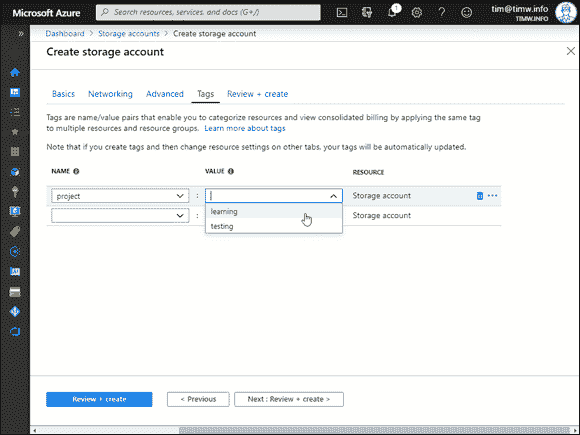 Microsoft Azure
Search resources, services, and docs (G+/)
1
tim@timw.info
TIMW.INFO
Dashboard > Storage accounts > Create storage account
Create storage account
Basics Networking Advanced Tags Review + create
Tags are name/value pairs that enable you to categorize resources and view consolidated billing by applying the same tag
to multiple resources and resource groups. Learn more about tags
Note that if you create tags and then change resource settings on other tabs, your tags will be automatically updated.
NAME VALUE RESOURCE
project : Storage account
: Storage account
learning
testing
Review + create < Previous Next : Review + create >